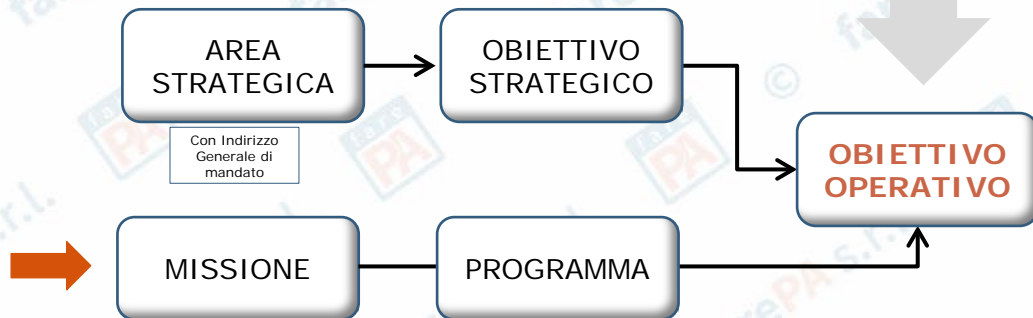 AREA
STRATEGICA
OBIETTIVO
STRATEGICO
Con Indirizzo
Generale di
mandato
OBIETTIVO
OPERATIVO
MISSIONE
PROGRAMMA